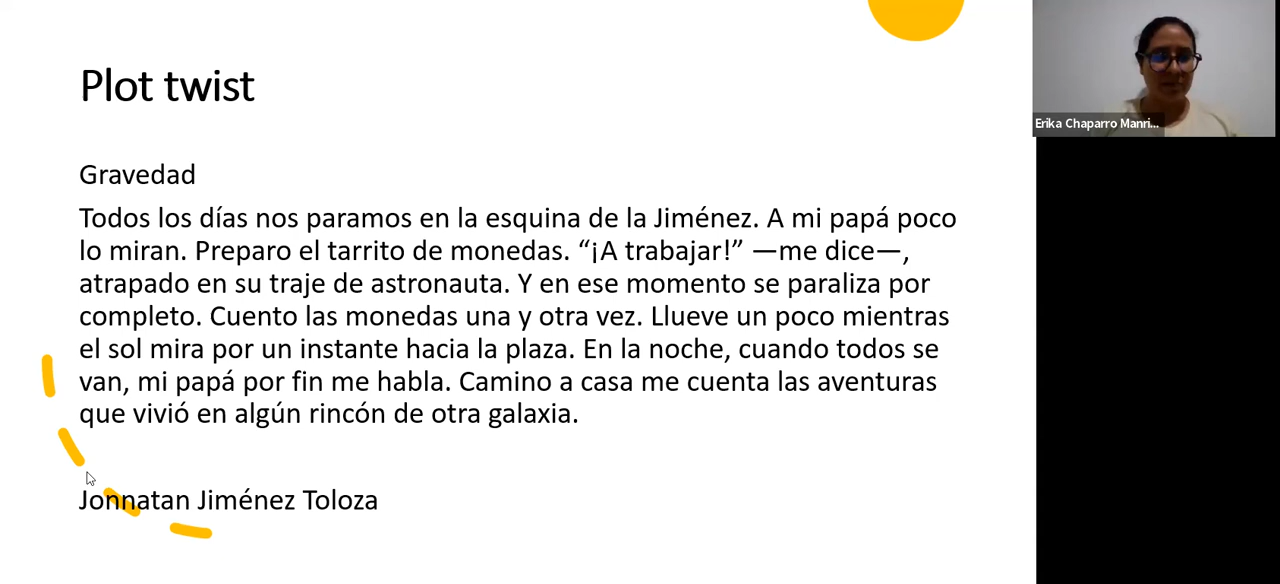 Plot twist
Gravedad
Todos los días nos paramos en la esquina de la Jiménez. A mi papá poco
lo miran. Preparo el tarrito de monedas. “¡A trabajar!” —me dice—,
atrapado en su traje de astronauta. Y en ese momento se paraliza por
completo. Cuento las monedas una y otra vez. Llueve un poco mientras
el sol mira por un instante hacia la plaza. En la noche, cuando todos se
van, mi papá por fin me habla. Camino a casa me cuenta las aventuras
que vivió en algún rincón de otra galaxia.
Jonnatan Jiménez Toloza
Erika Chaparro Manri...